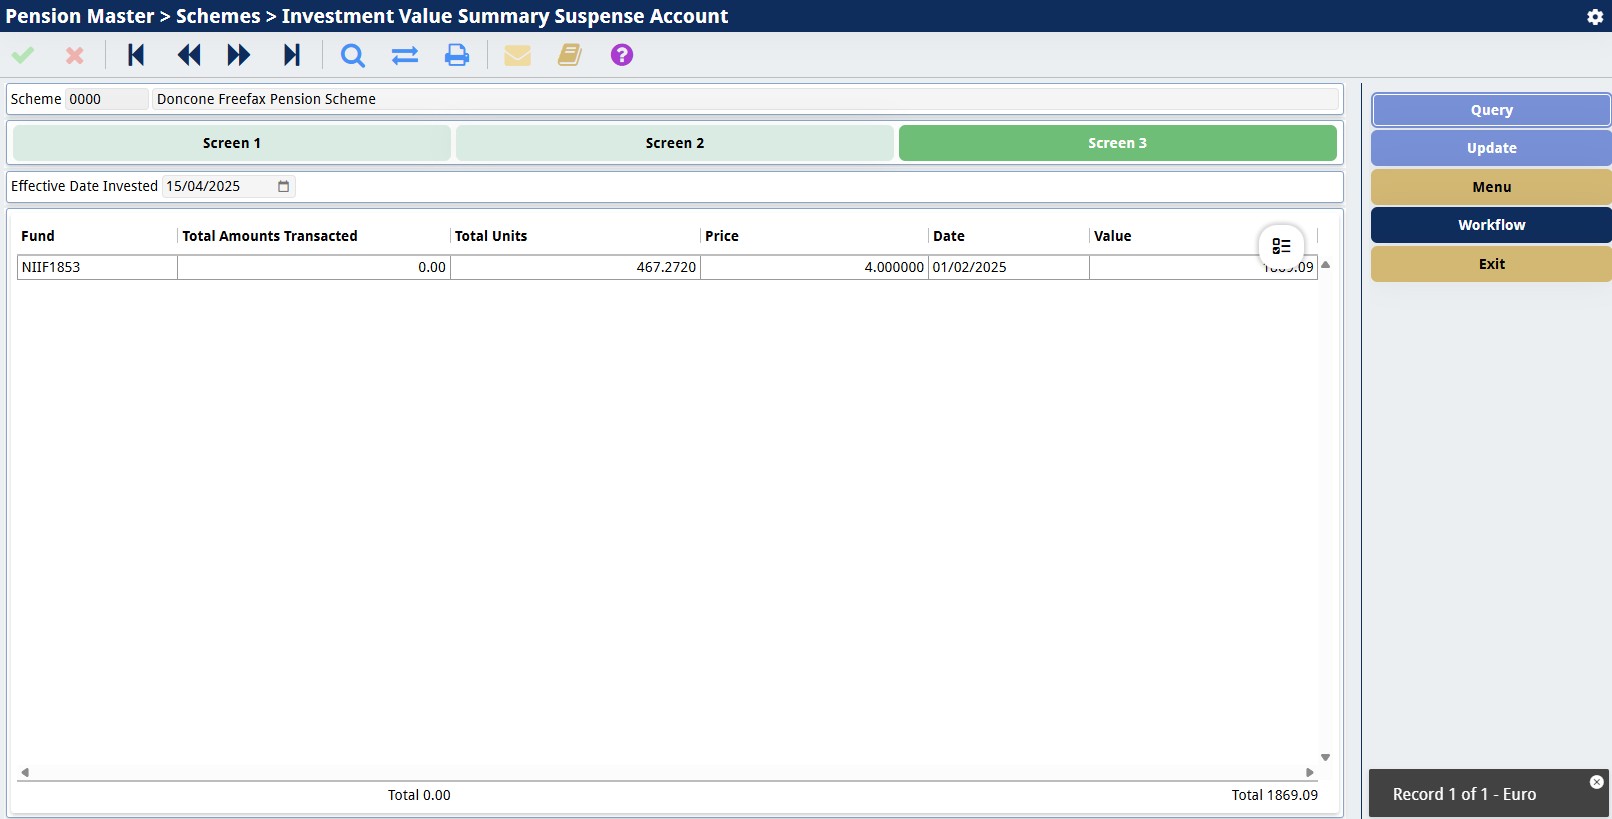 Pension Master > Schemes > Investment Value Summary Suspense Account
Scheme 0000 Doncone Freefax Pension Scheme
Screen 1 Screen 2 Screen 3
Effective Date Invested 15/04/2025
Fund Total Amounts Transacted Total Units Price Date Value
NIIF1853 0.00 467.2720 4.000000 01/02/2025
Total 0.00 Total 1869.09
Query
Update
Menu
Workflow
Exit
Record 1 of 1 - Euro